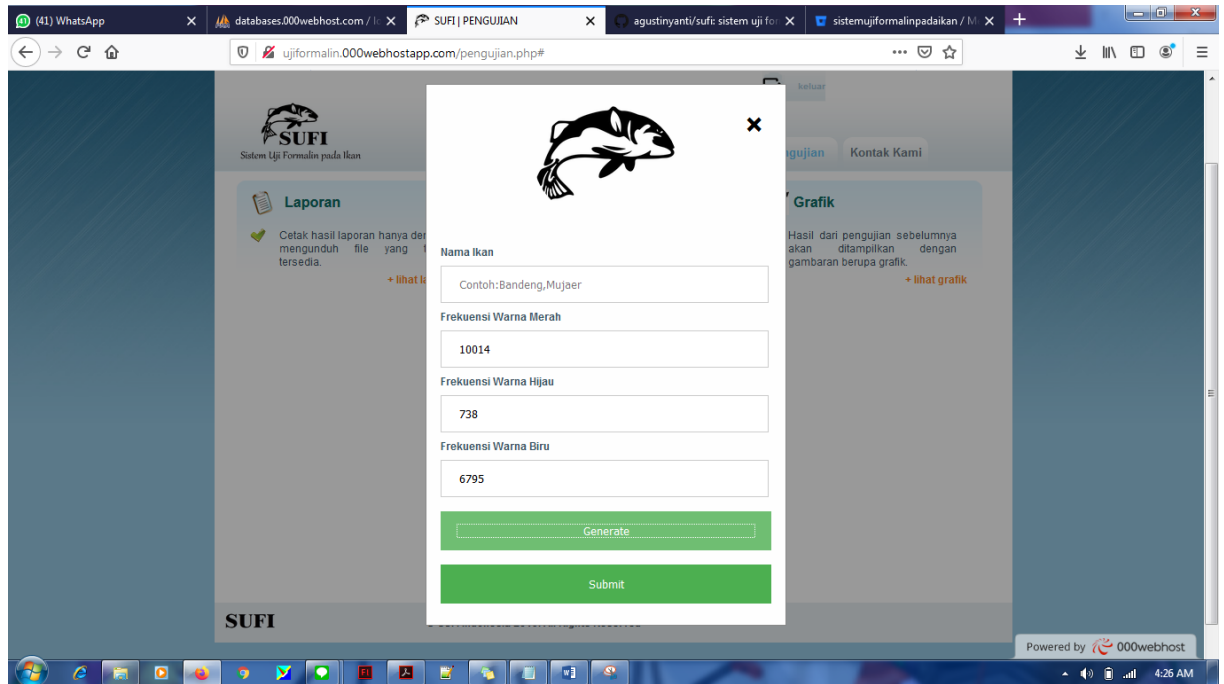 (41) WhatsApp
databases.000webhost.com / lo
SUFI | PENGUJIAN
agustinyanti/sufi: sistem uji for
sistemujiformalinpadaikan / M
ujiformalin.000webhostapp.com/pengujian.php#
keluar
SUFI
Sistem Uji Formalin pada Ikan
ngujian
Kontak Kami
Laporan
Cetak hasil laporan hanya der
mengunduh file yang t
tersedia.
+ lihat la
Grafik
Hasil dari pengujian sebelumnya
akan ditampilkan dengan
gambaran berupa grafik.
+ lihat grafik
Nama Ikan
Contoh:Bandeng,Mujaer
Frekuensi Warna Merah
10014
Frekuensi Warna Hijau
738
Frekuensi Warna Biru
6795
Generate
Submit
SUFI
Powered by 000webhost
4:26 AM